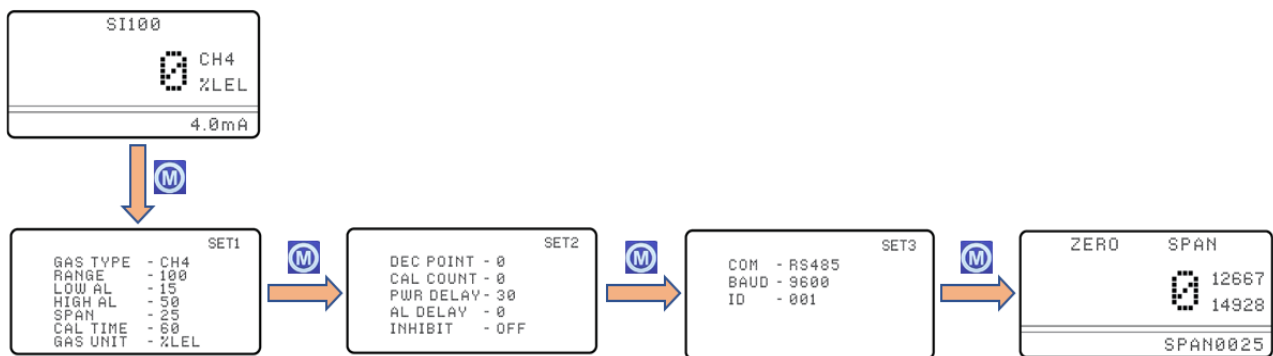 SI100
0 CH4
%LEL
4.0mA
M
SET1
GAS TYPE - CH4
RANGE - 100
LOW AL - 15
HIGH AL - 50
SPAN - 25
CAL TIME - 60
GAS UNIT - %LEL
M
SET2
DEC POINT - 0
CAL COUNT - 0
PWR DELAY - 30
AL DELAY - 0
INHIBIT - OFF
M
SET3
COM - RS485
BAUD - 9600
ID - 001
M
ZERO SPAN
0 12667
14928
SPAN0025